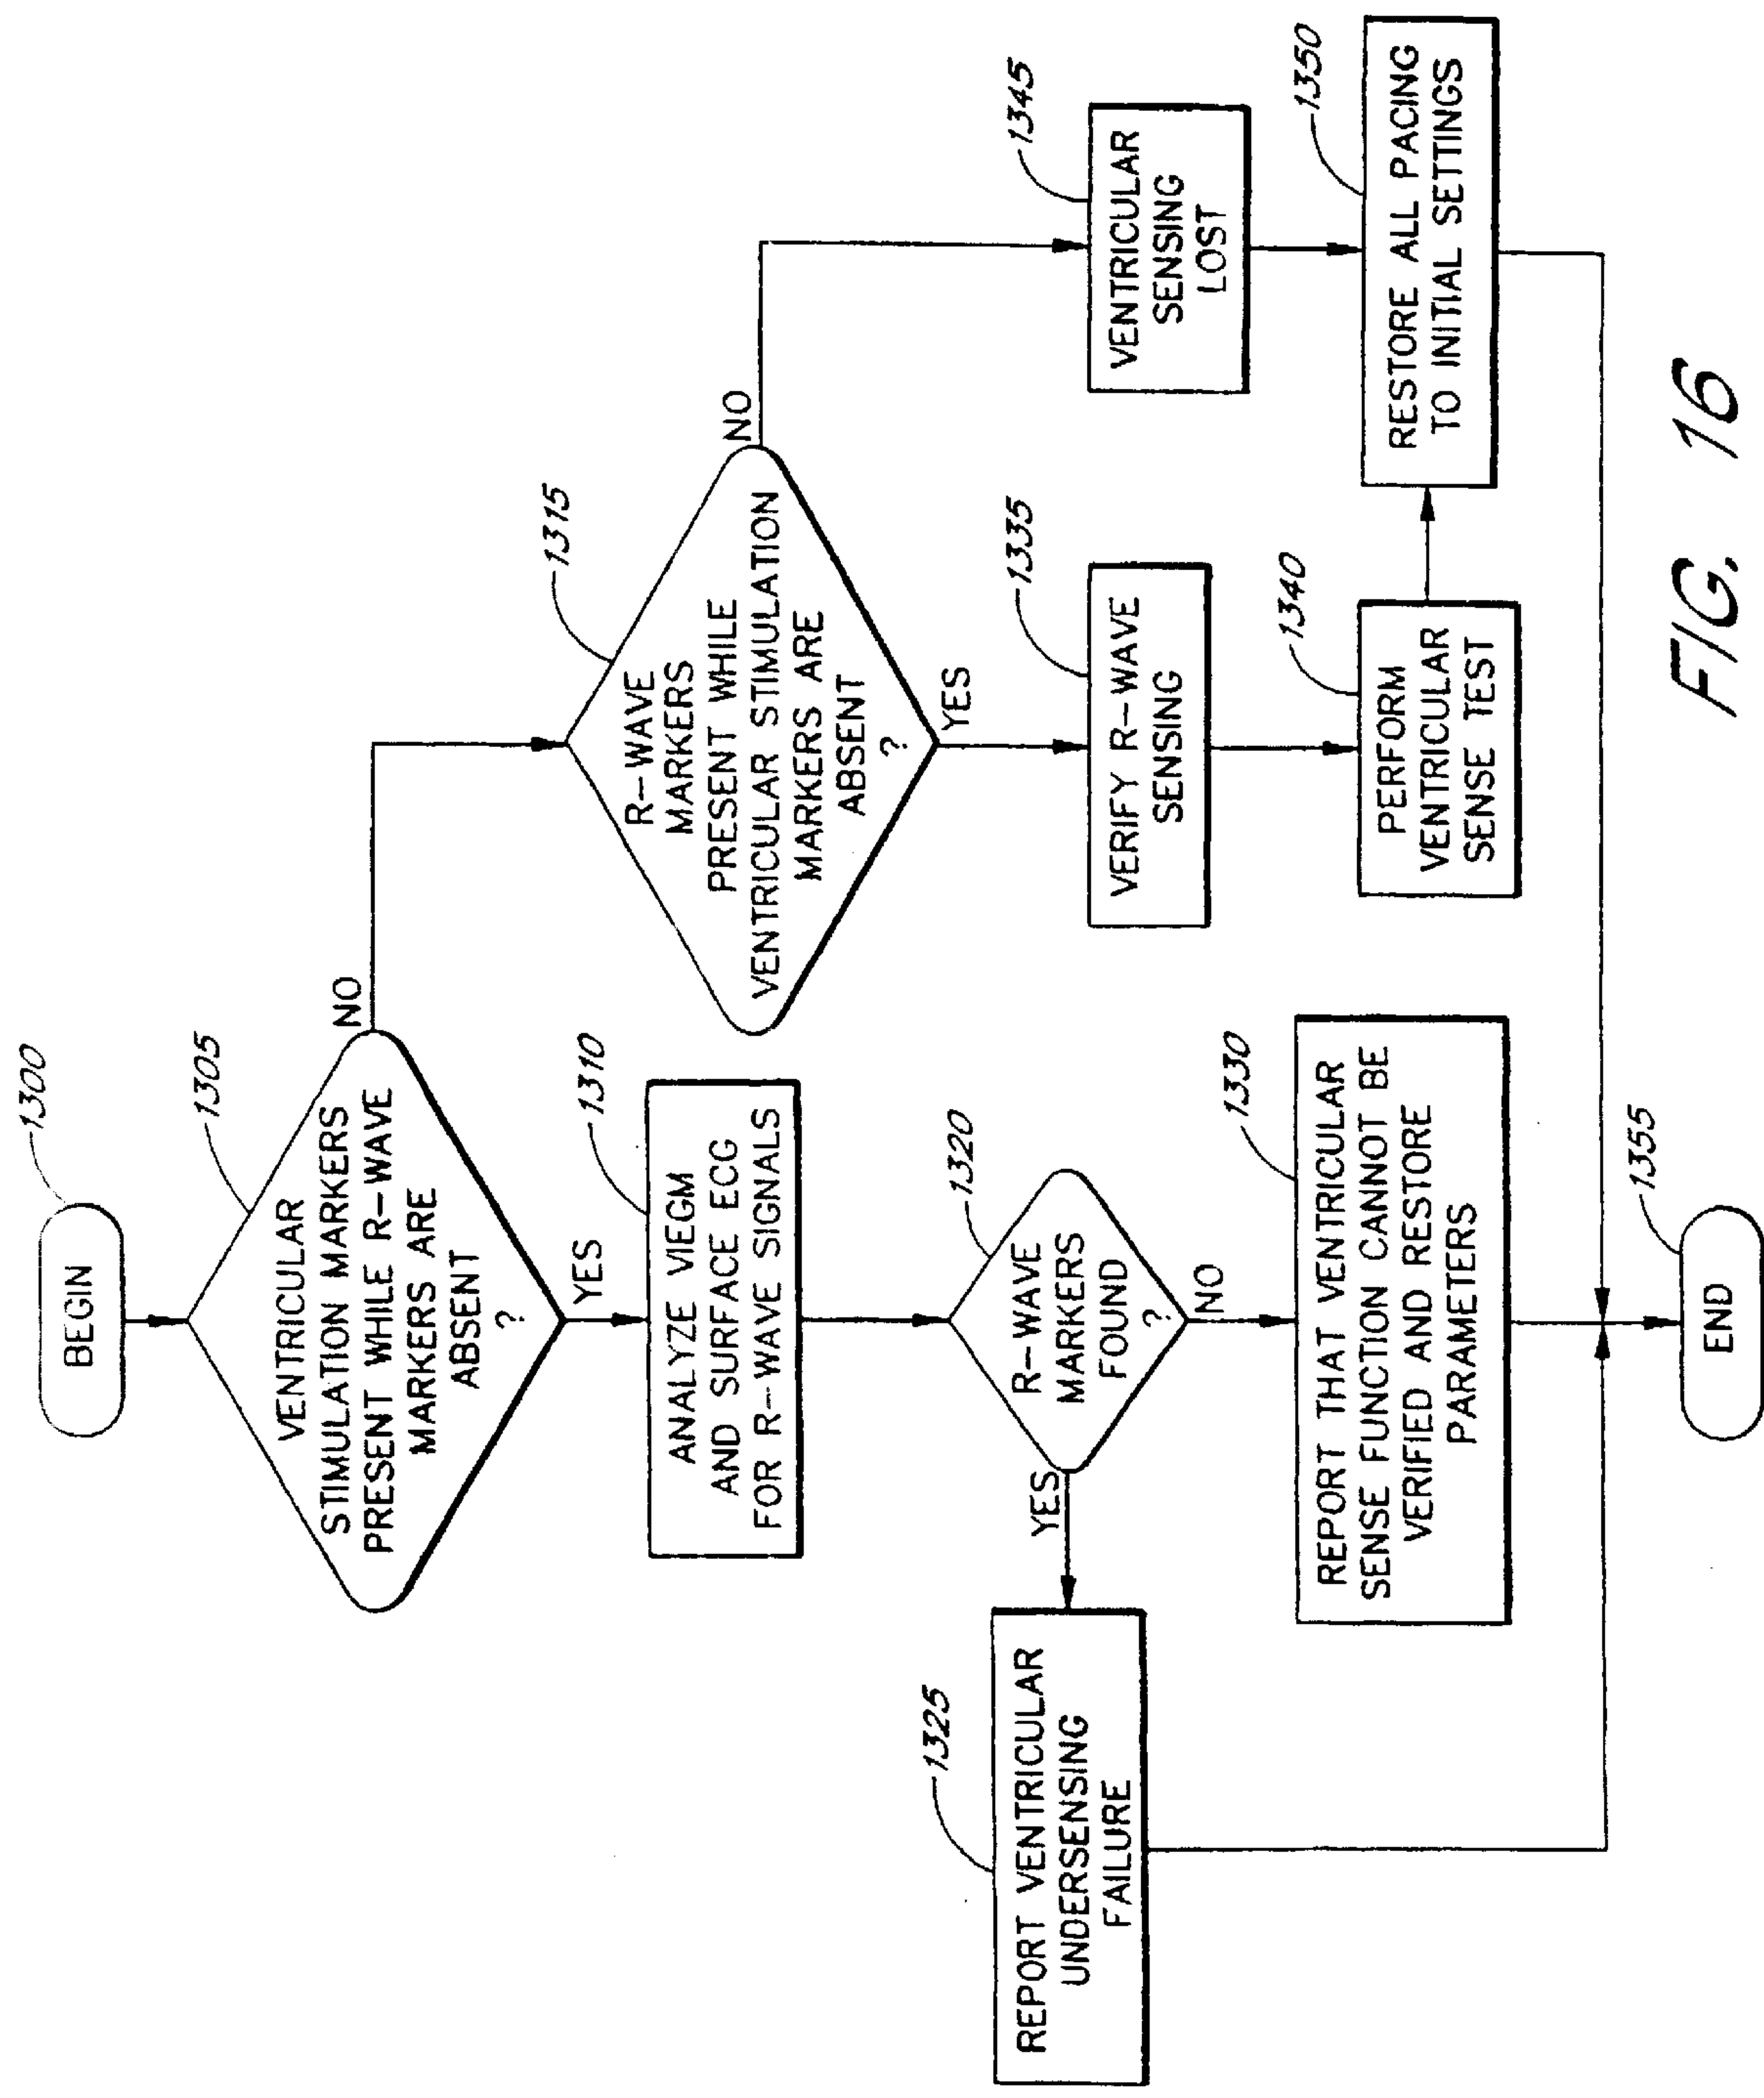 1300
BEGIN
1305
VENTRICULAR
STIMULATION MARKERS
PRESENT WHILE R-WAVE
MARKERS ARE
ABSENT
?
NO
YES
1310
ANALYZE VIEGM
AND SURFACE ECG
FOR R-WAVE SIGNALS
1315
R-WAVE
MARKERS
PRESENT WHILE
VENTRICULAR STIMULATION
MARKERS ARE
ABSENT
?
NO
YES
1320
R-WAVE
MARKERS
FOUND
?
YES
NO
1325
REPORT VENTRICULAR
UNDERSENSING
FAILURE
1330
REPORT THAT VENTRICULAR
SENSE FUNCTION CANNOT BE
VERIFIED AND RESTORE
PARAMETERS
1335
VERIFY R-WAVE
SENSING
1340
PERFORM
VENTRICULAR
SENSE TEST
1345
VENTRICULAR
SENSING
LOST
1350
RESTORE ALL PACING
TO INITIAL SETTINGS
1355
END
FIG. 16